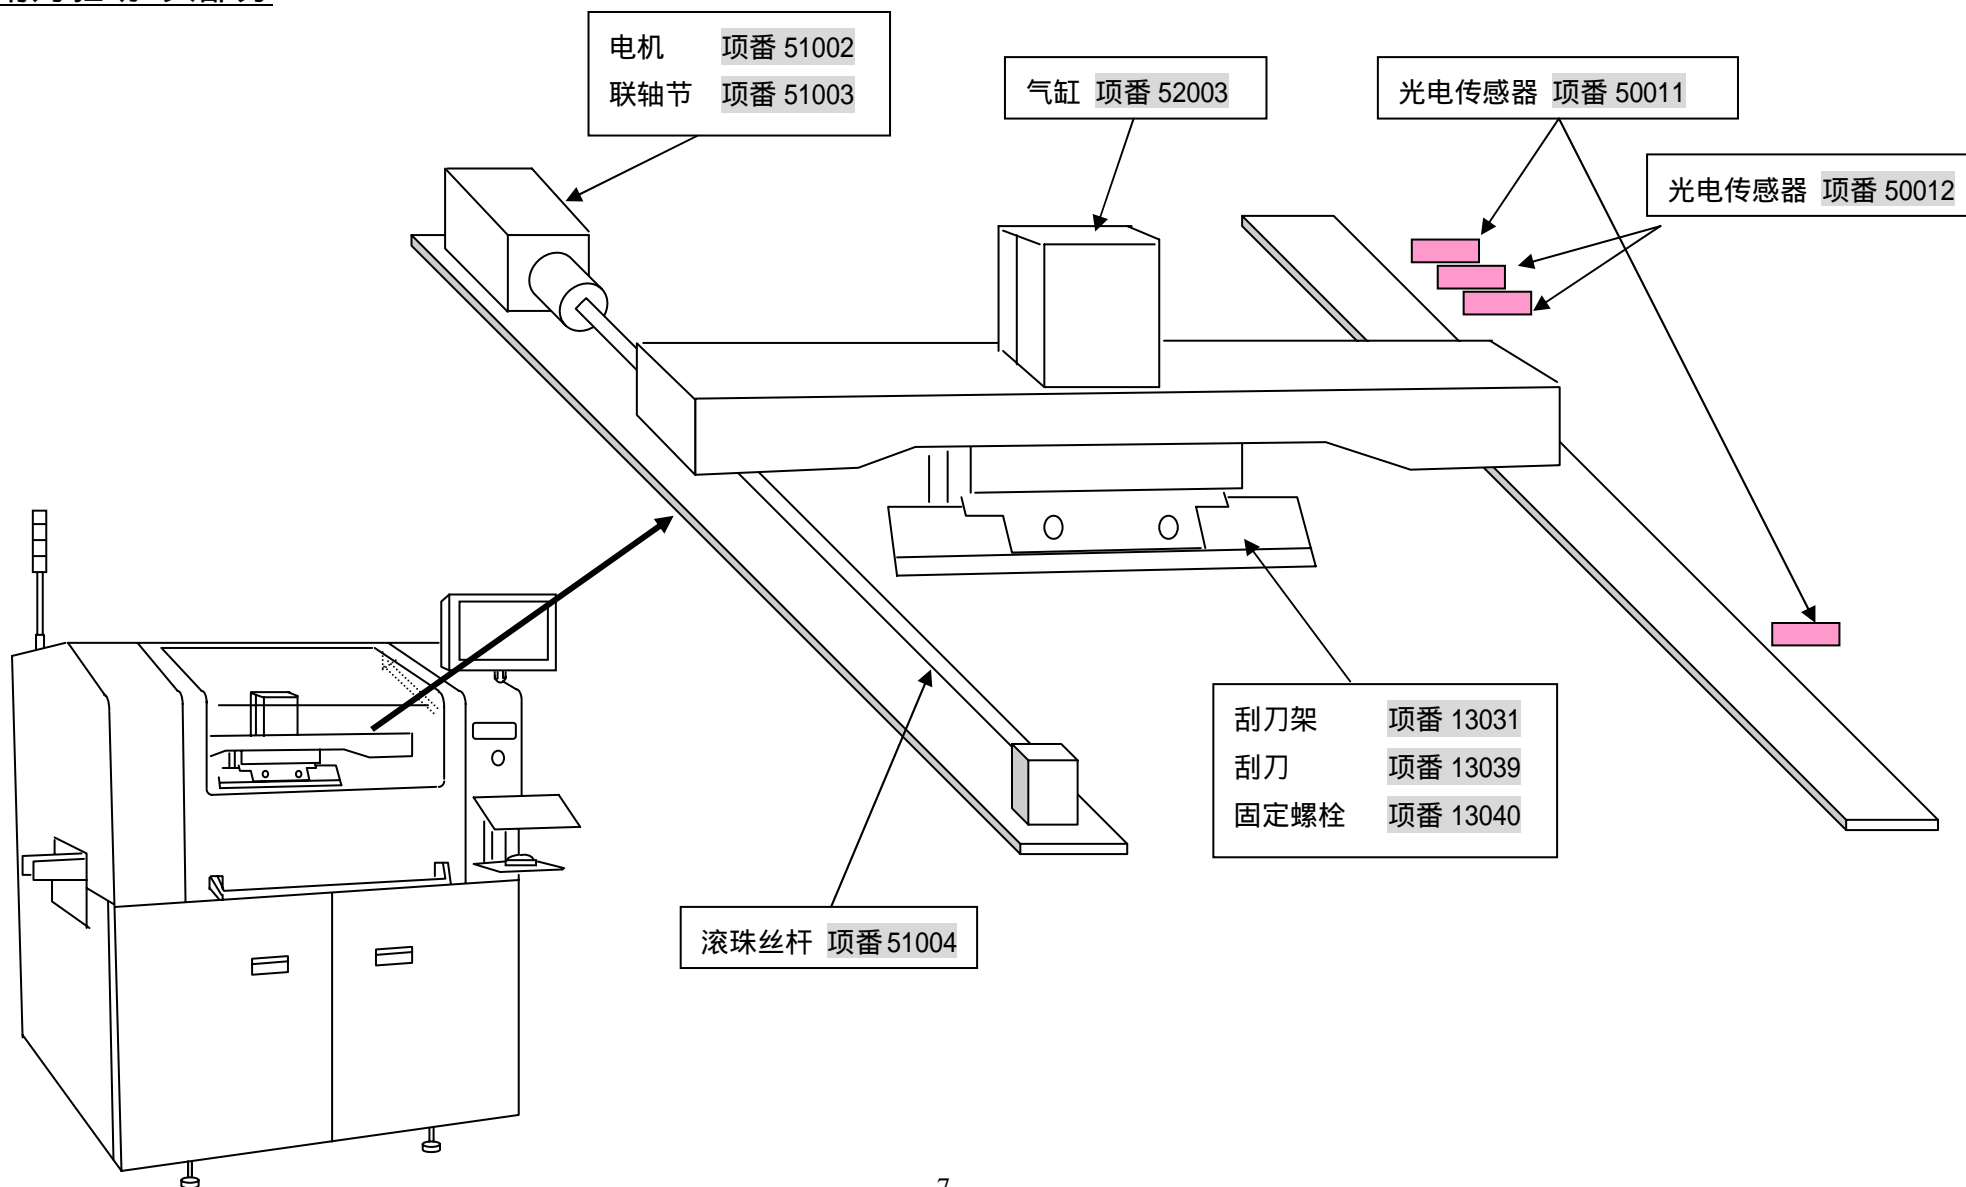 电机 项番 51002
联轴节 项番 51003
气缸 项番 52003
光电传感器 项番 50011
光电传感器 项番 50012
刮刀架 项番 13031
刮刀 项番 13039
固定螺栓 项番 13040
滚珠丝杆 项番 51004
7